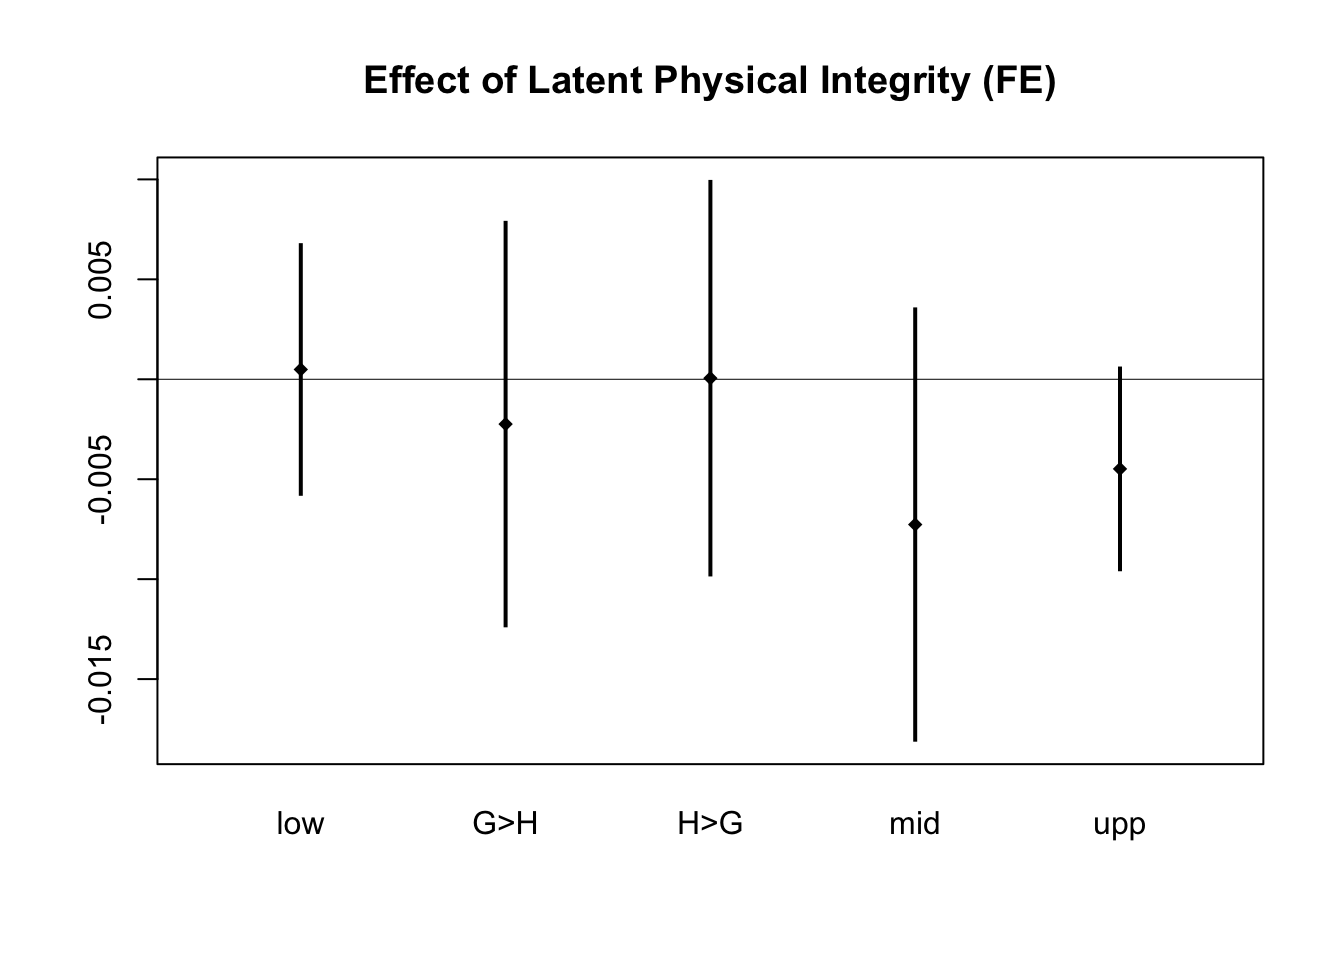 Effect of Latent Physical Integrity (FE)
0.005
-0.005
-0.015
low G>H H>G mid upp